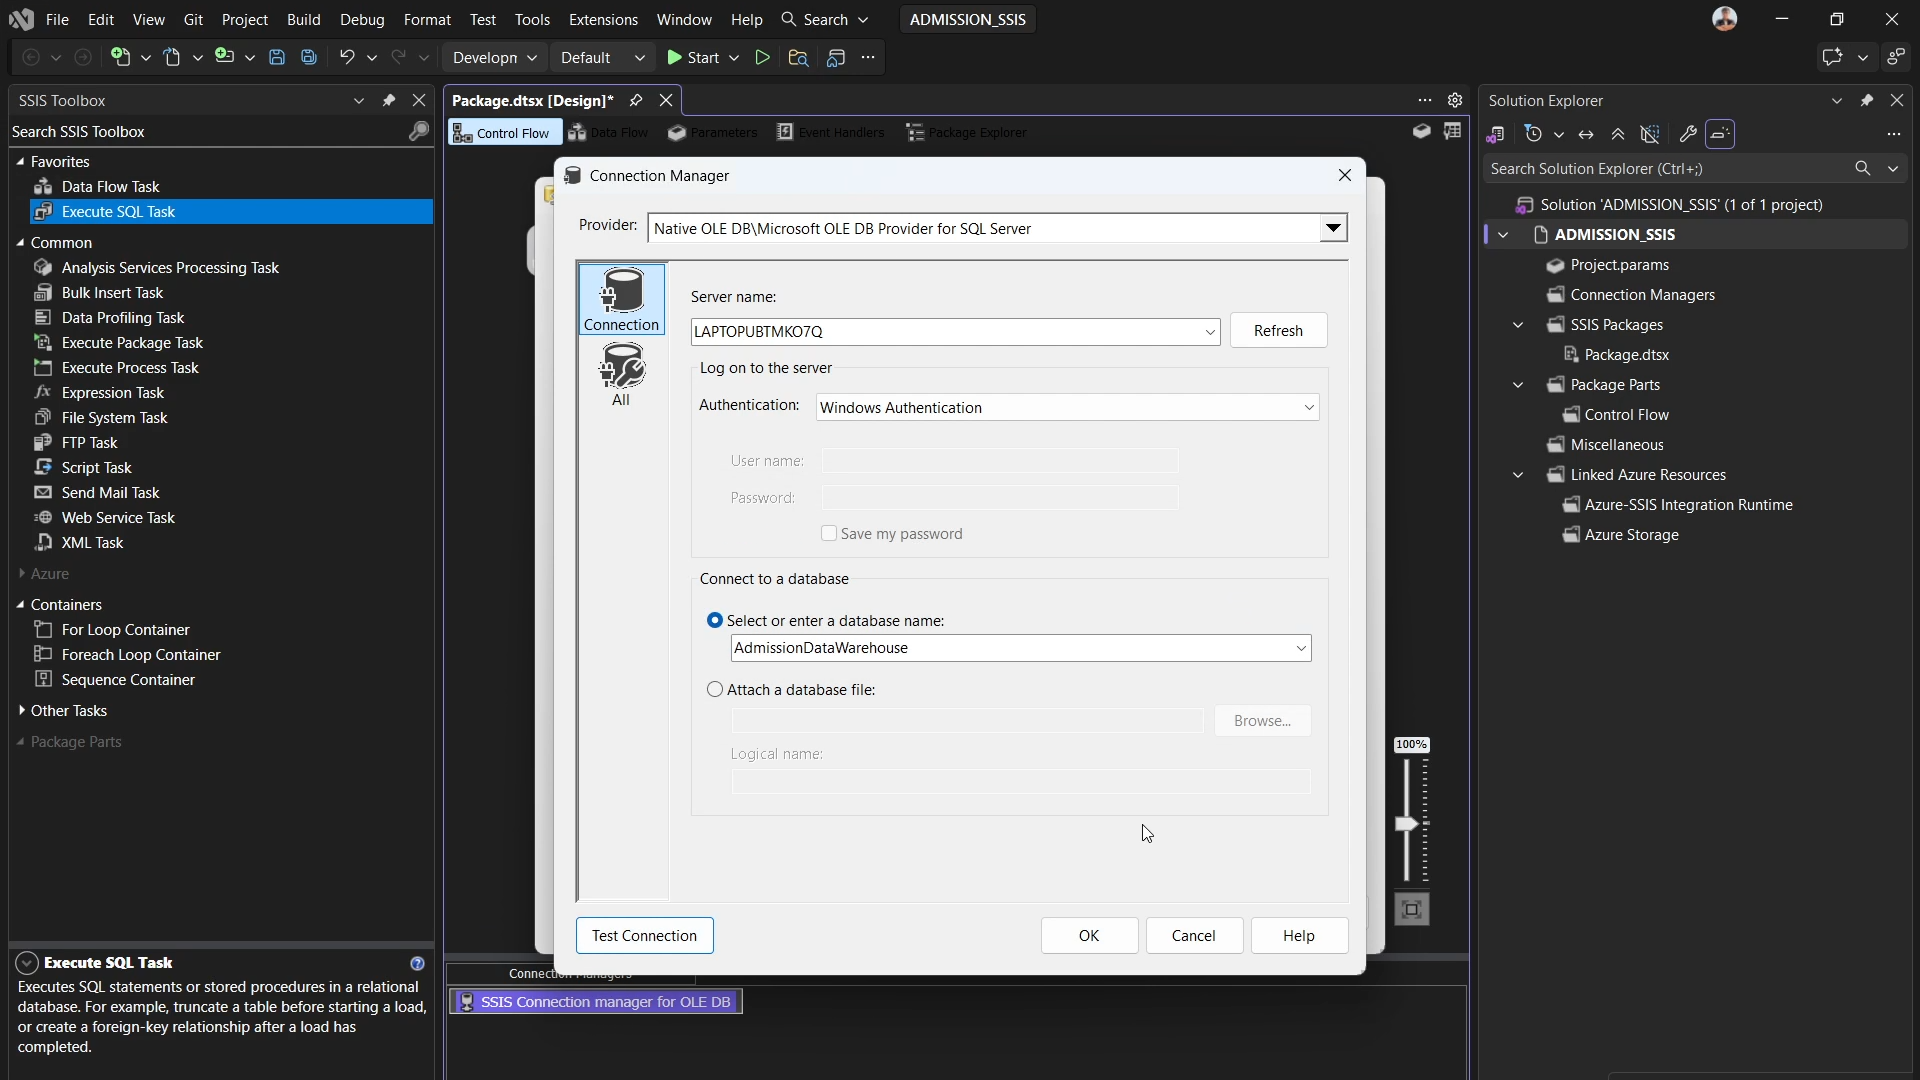 File Edit View Git Project Build Debug Format Test Tools Extensions Window Help Search ADMISSION_SSIS
Developn Default Start
SSIS Toolbox
Search SSIS Toolbox
Favorites
Data Flow Task
Execute SQL Task
Common
Analysis Services Processing Task
Bulk Insert Task
Data Profiling Task
Execute Package Task
Execute Process Task
Expression Task
File System Task
FTP Task
Script Task
Send Mail Task
Web Service Task
XML Task
Azure
Containers
For Loop Container
Foreach Loop Container
Sequence Container
Other Tasks
Package Parts
Execute SQL Task
Executes SQL statements or stored procedures in a relational
database. For example, truncate a table before starting a load,
or create a foreign-key relationship after a load has
completed.
Package.dtsx [Design]*
Control Flow Data Flow Parameters Event Handlers Package Explorer
Connection Manager
Provider: Native OLE DB\Microsoft OLE DB Provider for SQL Server
Connection
All
Server name:
LAPTOPUBTMKO7Q Refresh
Log on to the server
Authentication: Windows Authentication
User name:
Password:
Save my password
Connect to a database
Select or enter a database name:
AdmissionDataWarehouse
Attach a database file:
Browse...
Logical name:
Test Connection OK Cancel Help
100%
Connection Managers
SSIS Connection manager for OLE DB
Solution Explorer
Search Solution Explorer (Ctrl+;)
Solution 'ADMISSION_SSIS' (1 of 1 project)
ADMISSION_SSIS
Project.params
Connection Managers
SSIS Packages
Package.dtsx
Package Parts
Control Flow
Miscellaneous
Linked Azure Resources
Azure-SSIS Integration Runtime
Azure Storage